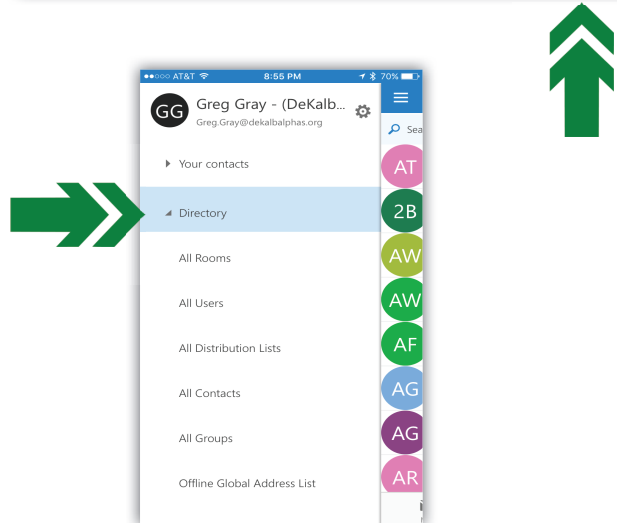 AT&T 8:55 PM 70%
GG Greg Gray - (DeKalb...
Greg.Gray@dekalbalphas.org
Sea
Your contacts
AT
Directory
2B
All Rooms
AW
All Users
AW
All Distribution Lists
AF
All Contacts
AG
All Groups
AG
Offline Global Address List
AR